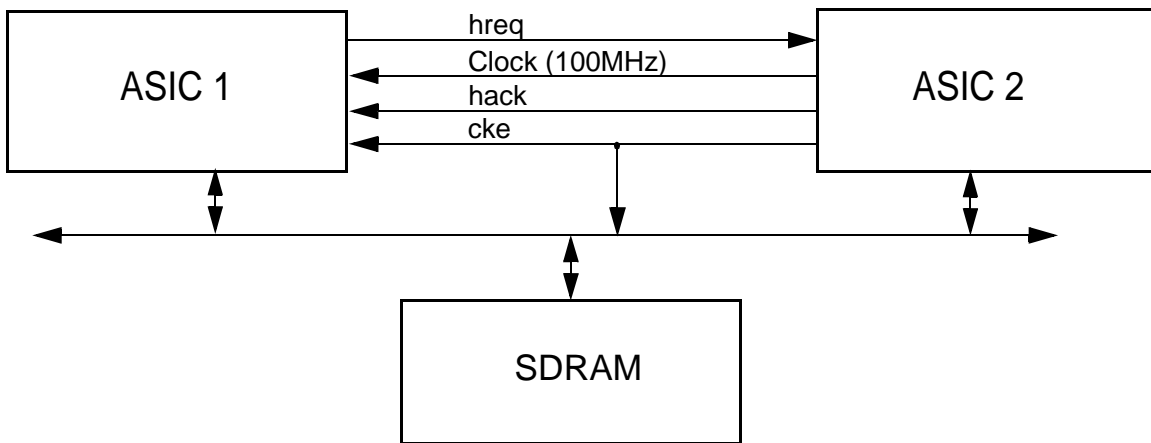 hreq
Clock (100MHz)
hack
cke
ASIC 1
ASIC 2
SDRAM